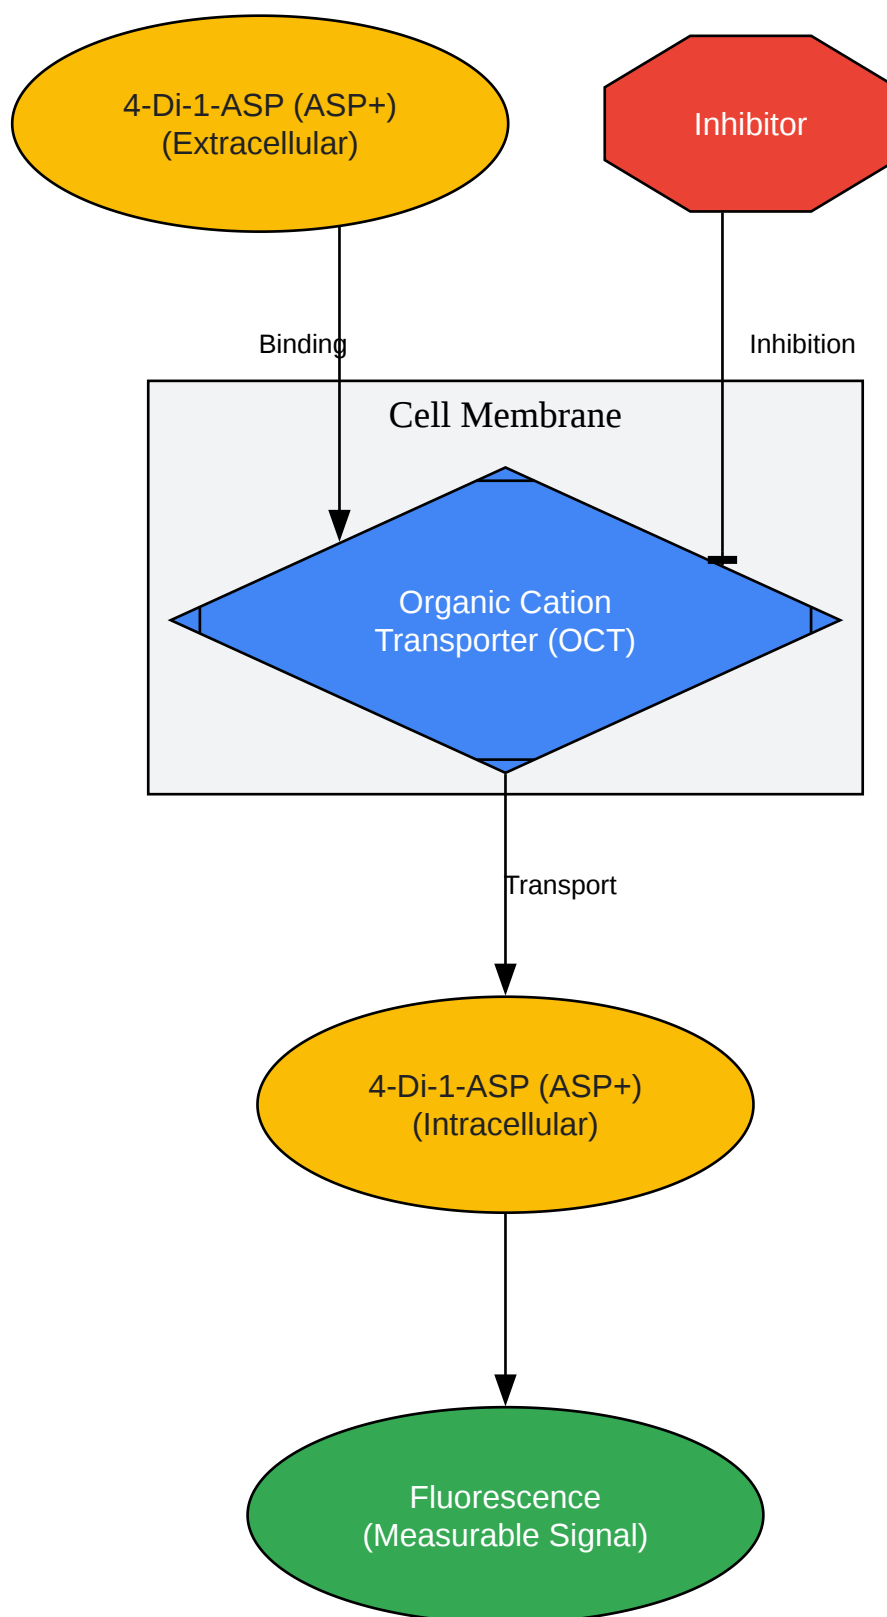 4-Di-1-ASP (ASP+)
(Extracellular)
Inhibitor
Binding
Inhibition
Cell Membrane
Organic Cation
Transporter (OCT)
Transport
4-Di-1-ASP (ASP+)
(Intracellular)
Fluorescence
(Measurable Signal)